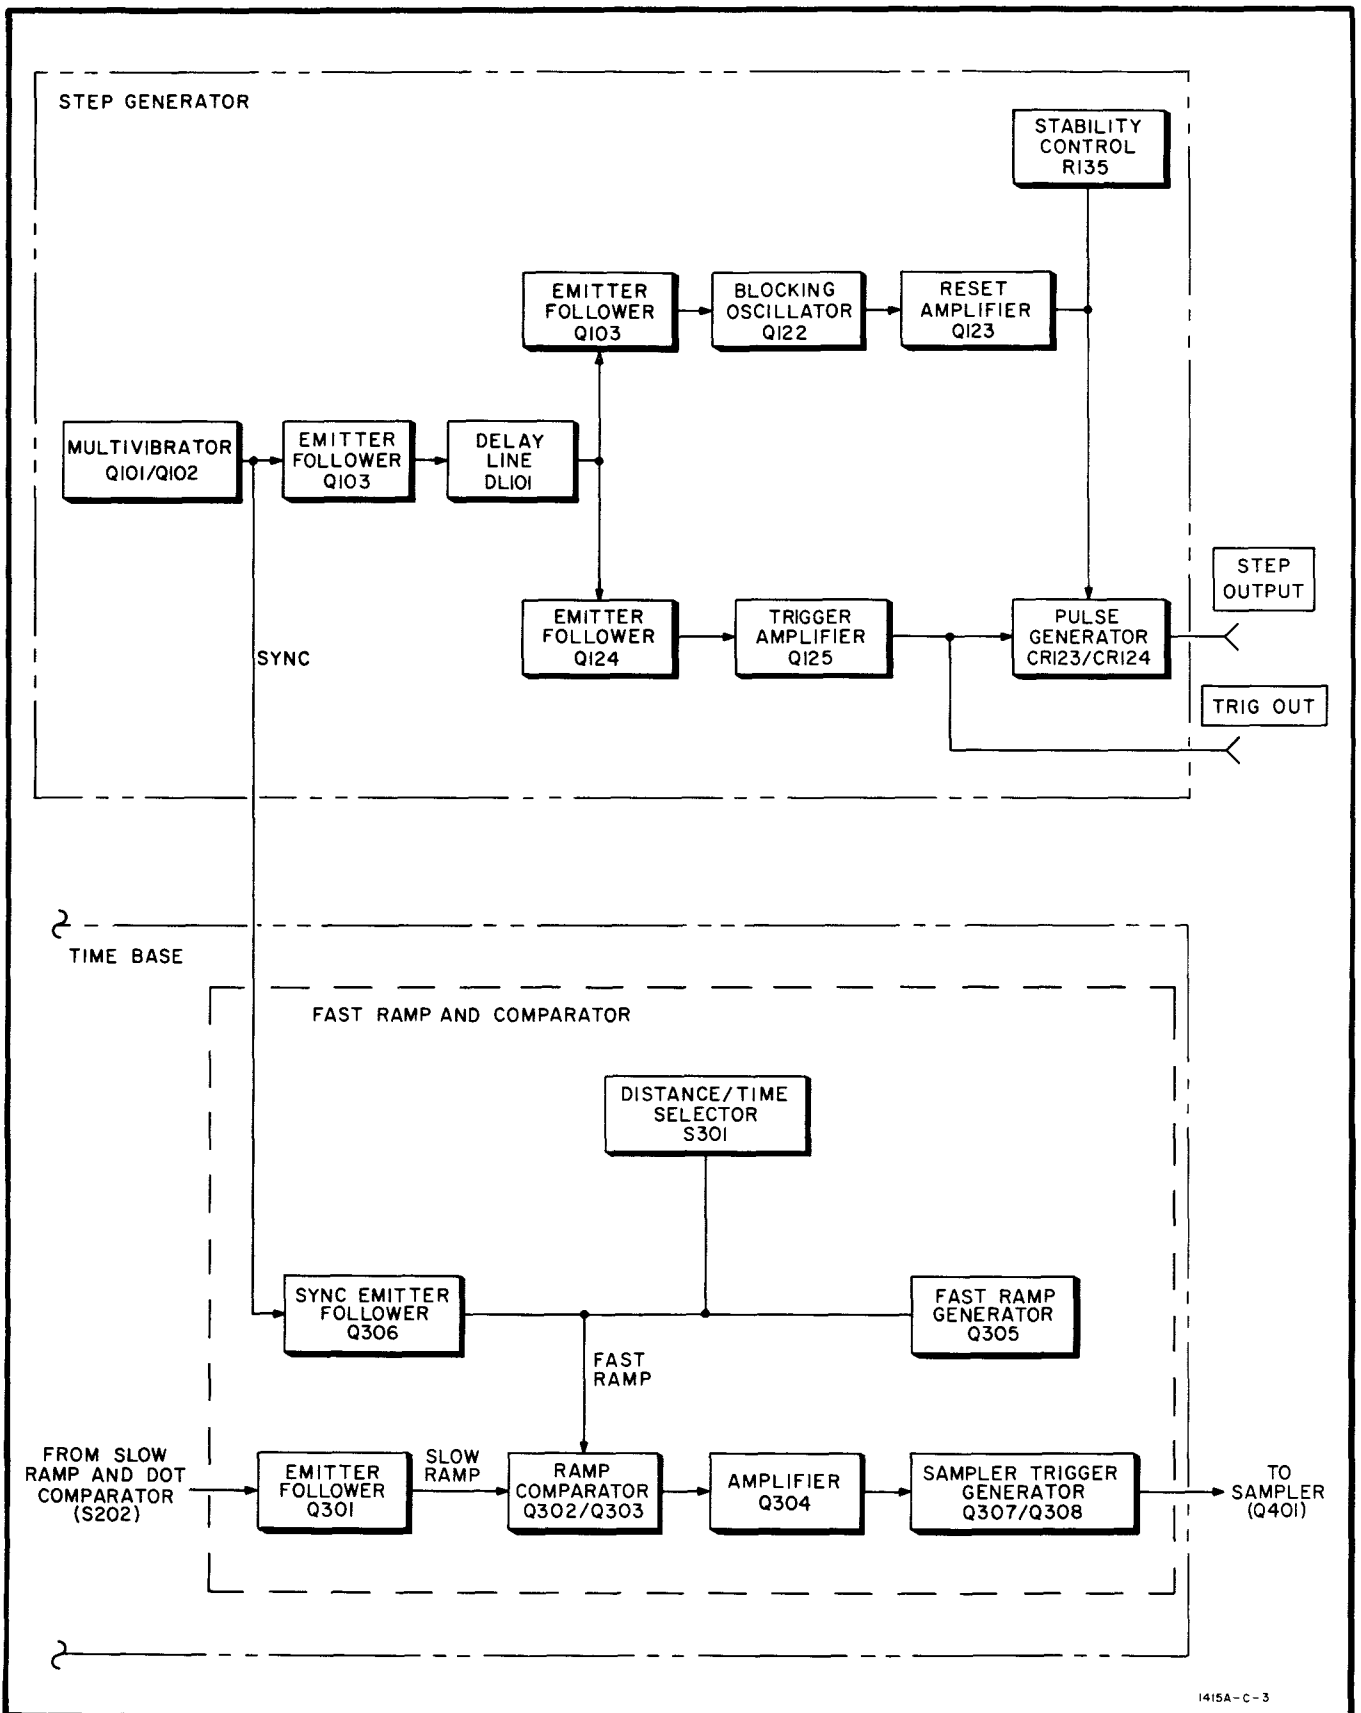 STEP GENERATOR
STABILITY
CONTROL
R135
EMITTER
FOLLOWER
Q103
BLOCKING
OSCILLATOR
Q122
RESET
AMPLIFIER
Q123
MULTIVIBRATOR
Q101/Q102
EMITTER
FOLLOWER
Q103
DELAY
LINE
DL101
STEP
OUTPUT
EMITTER
FOLLOWER
Q124
TRIGGER
AMPLIFIER
Q125
PULSE
GENERATOR
CR123/CR124
SYNC
TRIG OUT
TIME BASE
FAST RAMP AND COMPARATOR
DISTANCE/TIME
SELECTOR
S301
SYNC EMITTER
FOLLOWER
Q306
FAST RAMP
GENERATOR
Q305
FAST
RAMP
FROM SLOW
RAMP AND DOT
COMPARATOR
(S202)
EMITTER
FOLLOWER
Q301
SLOW
RAMP
RAMP
COMPARATOR
Q302/Q303
AMPLIFIER
Q304
SAMPLER TRIGGER
GENERATOR
Q307/Q308
TO
SAMPLER
(Q401)
1415A-C-3